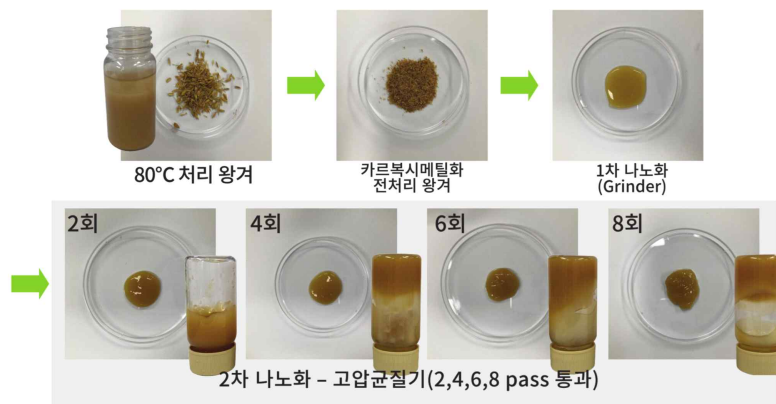 80℃ 처리 왕겨
카르복시메틸화
전처리 왕겨
1차 나노화
(Grinder)
2회
4회
6회
8회
2차 나노화 – 고압균질기(2,4,6,8 pass 통과)